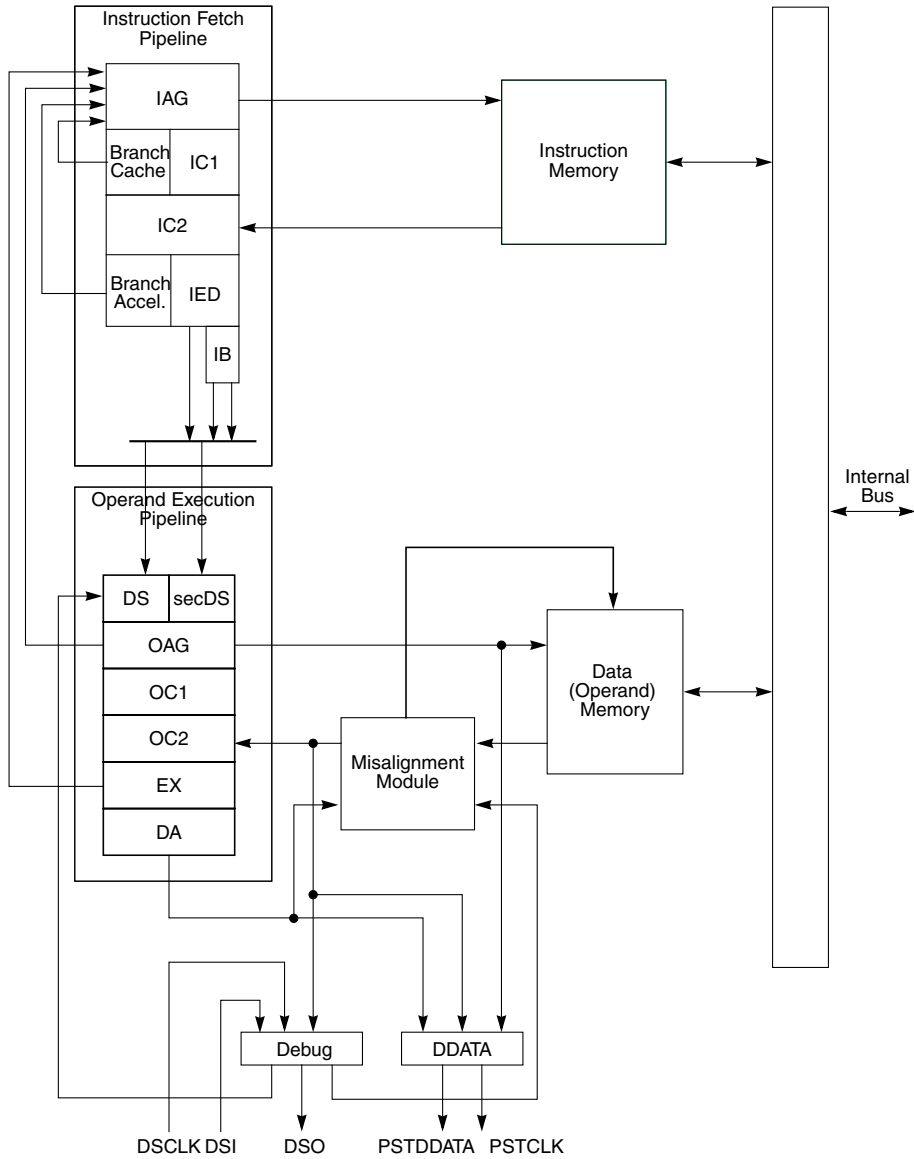 Instruction Fetch
Pipeline
IAG
Branch
Cache
IC1
IC2
Branch
Accel.
IED
IB
Instruction
Memory
Internal
Bus
Operand Execution
Pipeline
DS
secDS
OAG
OC1
OC2
EX
DA
Misalignment
Module
Data
(Operand)
Memory
Debug
DDATA
DSCLK
DSI
DSO
PSTDDATA
PSTCLK